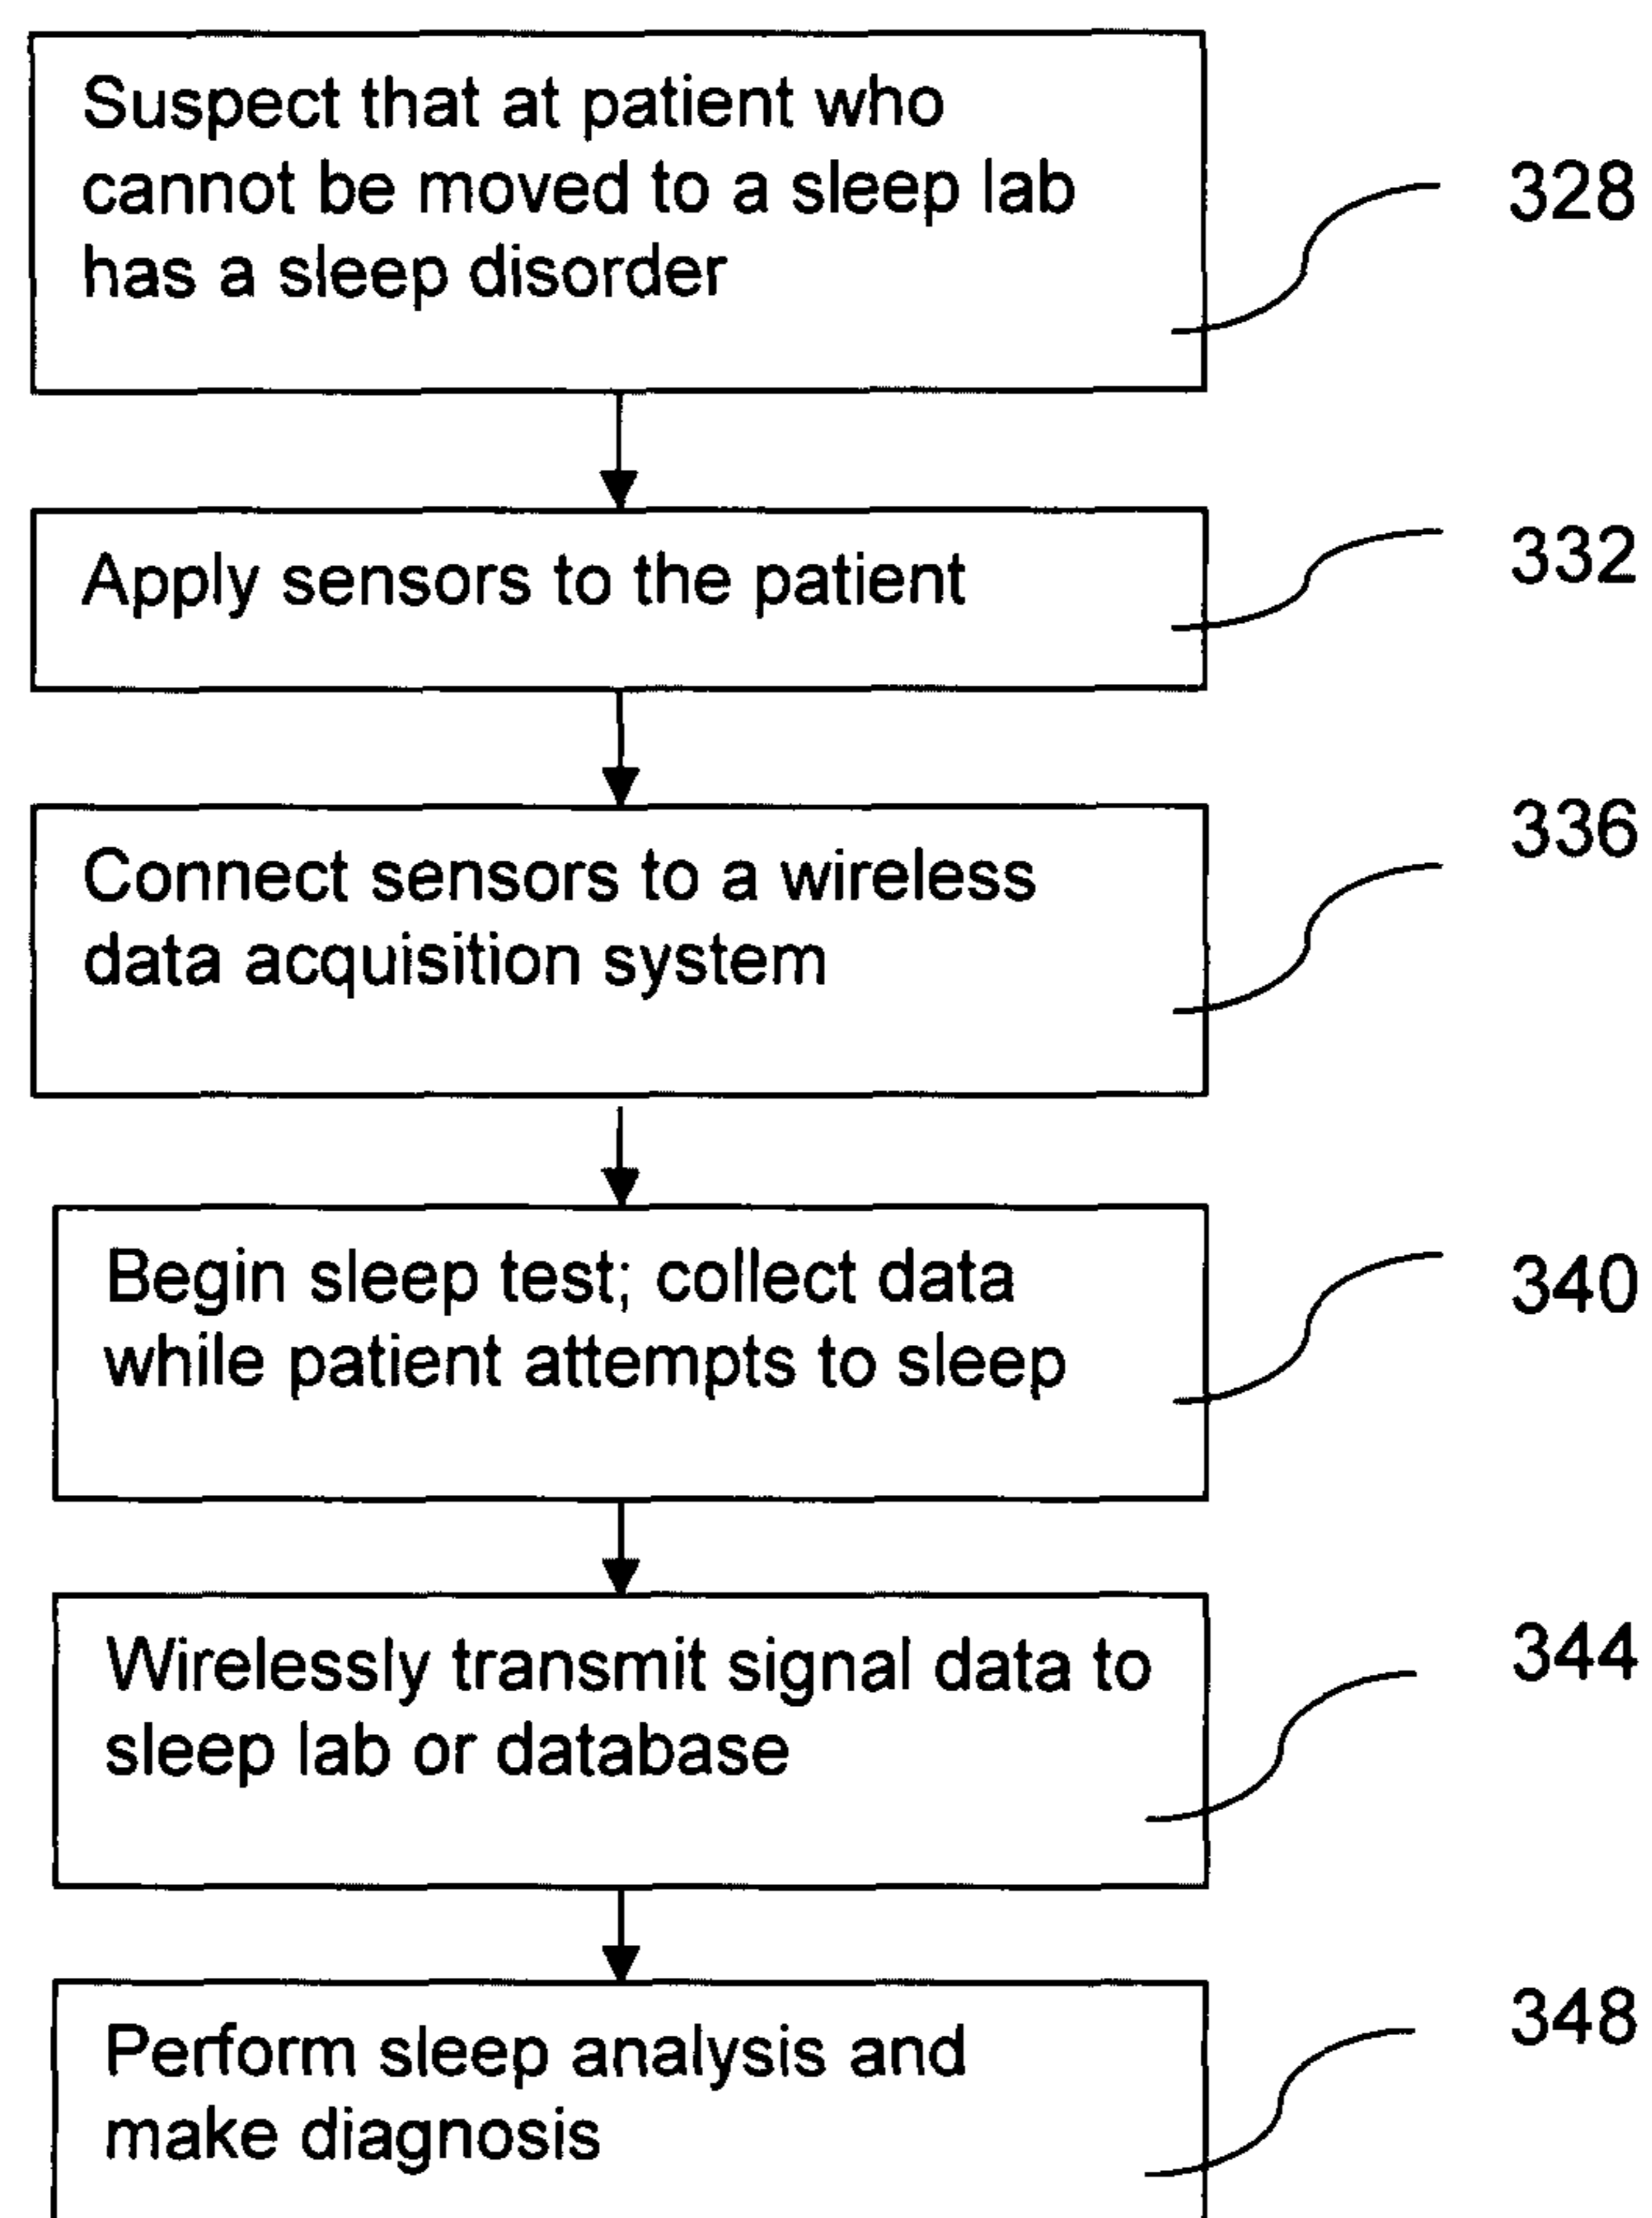 Suspect that at patient who
cannot be moved to a sleep lab
has a sleep disorder
328
Apply sensors to the patient
332
Connect sensors to a wireless
data acquisition system
336
Begin sleep test; collect data
while patient attempts to sleep
340
Wirelessly transmit signal data to
sleep lab or database
344
Perform sleep analysis and
make diagnosis
348